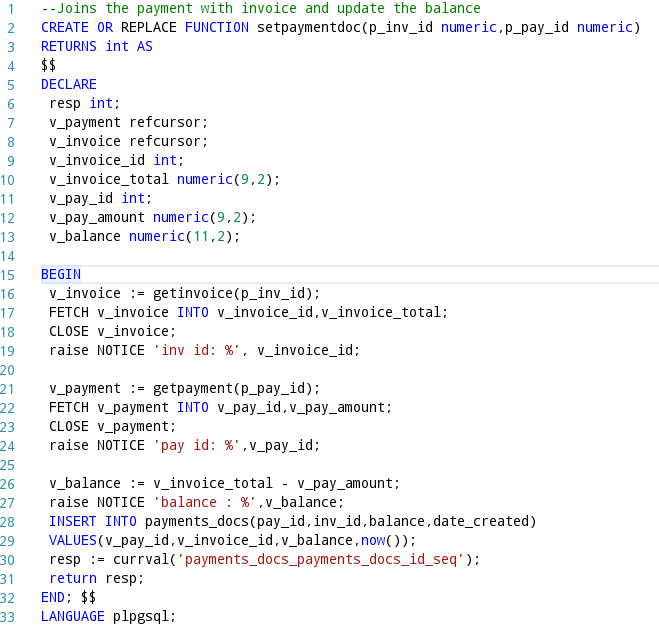 1 --Joins the payment with invoice and update the balance
2 CREATE OR REPLACE FUNCTION setpaymentdoc(p_inv_id numeric,p_pay_id numeric)
3 RETURNS int AS
4 $$
5 DECLARE
6 resp int;
7 v_payment refcursor;
8 v_invoice refcursor;
9 v_invoice_id int;
10 v_invoice_total numeric(9,2);
11 v_pay_id int;
12 v_pay_amount numeric(9,2);
13 v_balance numeric(11,2);
14
15 BEGIN
16 v_invoice := getinvoice(p_inv_id);
17 FETCH v_invoice INTO v_invoice_id,v_invoice_total;
18 CLOSE v_invoice;
19 raise NOTICE 'inv id: %', v_invoice_id;
20
21 v_payment := getpayment(p_pay_id);
22 FETCH v_payment INTO v_pay_id,v_pay_amount;
23 CLOSE v_payment;
24 raise NOTICE 'pay id: %',v_pay_id;
25
26 v_balance := v_invoice_total - v_pay_amount;
27 raise NOTICE 'balance : %',v_balance;
28 INSERT INTO payments_docs(pay_id,inv_id,balance,date_created)
29 VALUES(v_pay_id,v_invoice_id,v_balance,now());
30 resp := currval('payments_docs_payments_docs_id_seq');
31 return resp;
32 END; $$
33 LANGUAGE plpgsql;